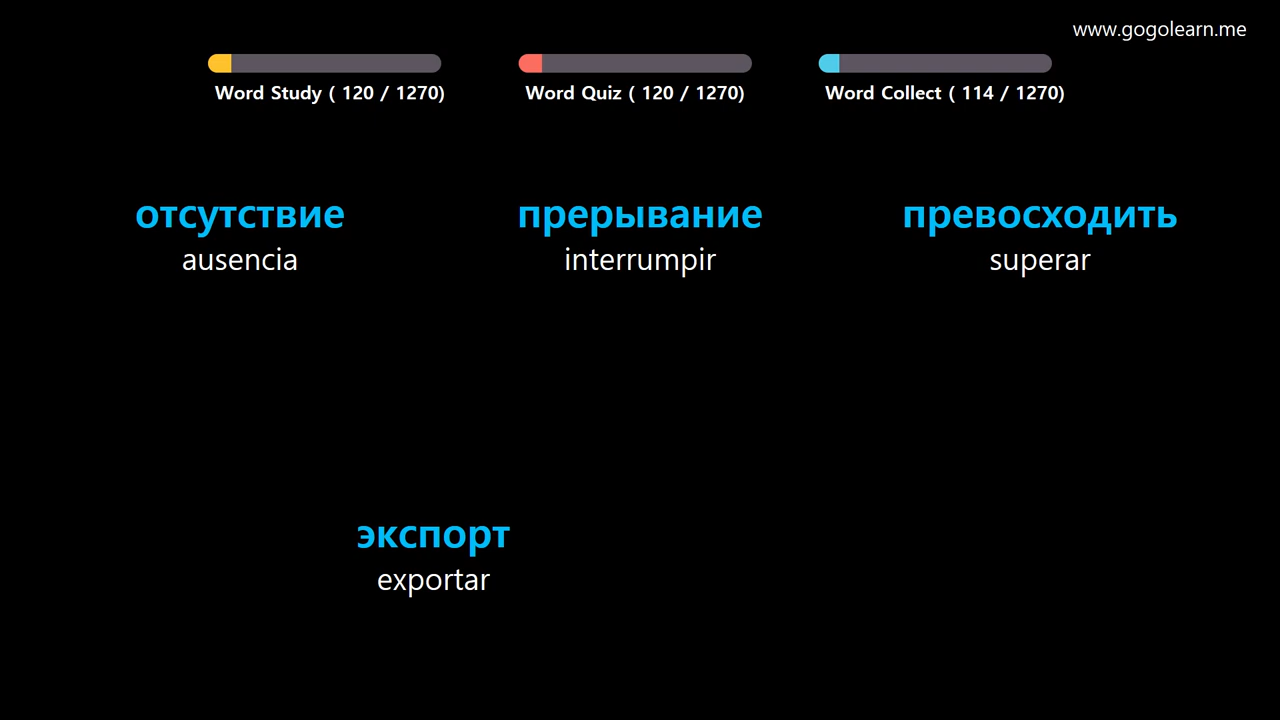 www.gogolearn.me
Word Study ( 120 / 1270)
Word Quiz ( 120 / 1270)
Word Collect ( 114 / 1270)
отсутствие
ausencia
прерывание
interrumpir
превосходить
superar
экспорт
exportar